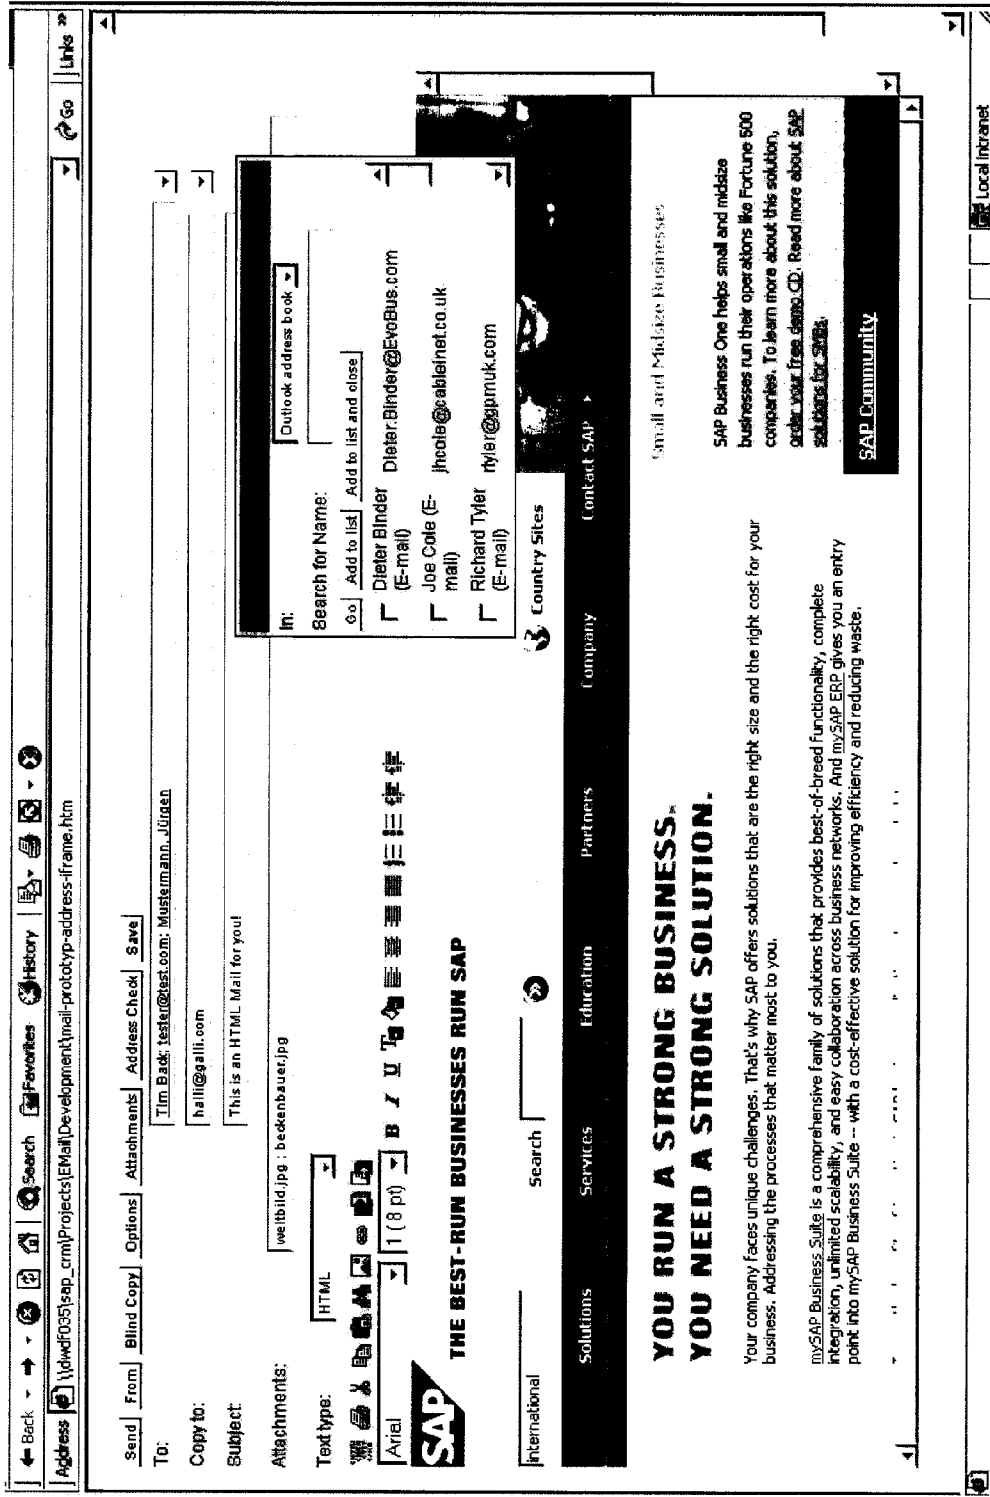 Back Search Favorites History
Address \\dwdf035\sap_crm\Projects\EMail\Development\mail-prototyp-address-iframe.htm Go Links »
Send From Blind Copy Options Attachments Address Check Save
To: Tim Back; tester@test.com; Mustermann, Jürgen
Copy to: halli@galli.com
Subject: This is an HTML Mail for you!
Attachments: weltbild.jpg ; beckenbauer.jpg
Text type: HTML
Arial 1 ( 8 pt) B I U
In: Outlook address book
Search for Name:
Go Add to list Add to list and close
Dieter Binder (E-mail) Dieter.Binder@EvoBus.com
Joe Cole (E-mail) jhcole@cableinet.co.uk
Richard Tyler (E-mail) rtyler@gpmuk.com
SAP
THE BEST-RUN BUSINESSES RUN SAP
international Search Country Sites
Solutions Services Education Partners Company Contact SAP
YOU RUN A STRONG BUSINESS.
YOU NEED A STRONG SOLUTION.
Your company faces unique challenges. That's why SAP offers solutions that are the right size and the right cost for your
business. Addressing the processes that matter most to you.
mySAP Business Suite is a comprehensive family of solutions that provides best-of-breed functionality, complete
integration, unlimited scalability, and easy collaboration across business networks. And mySAP ERP gives you an entry
point into mySAP Business Suite -- with a cost-effective solution for improving efficiency and reducing waste.
Small and Midsize Businesses
SAP Business One helps small and midsize
businesses run their operations like Fortune 500
companies. To learn more about this solution,
order your free demo CD. Read more about SAP
solutions for SMBs.
SAP Community
Local intranet